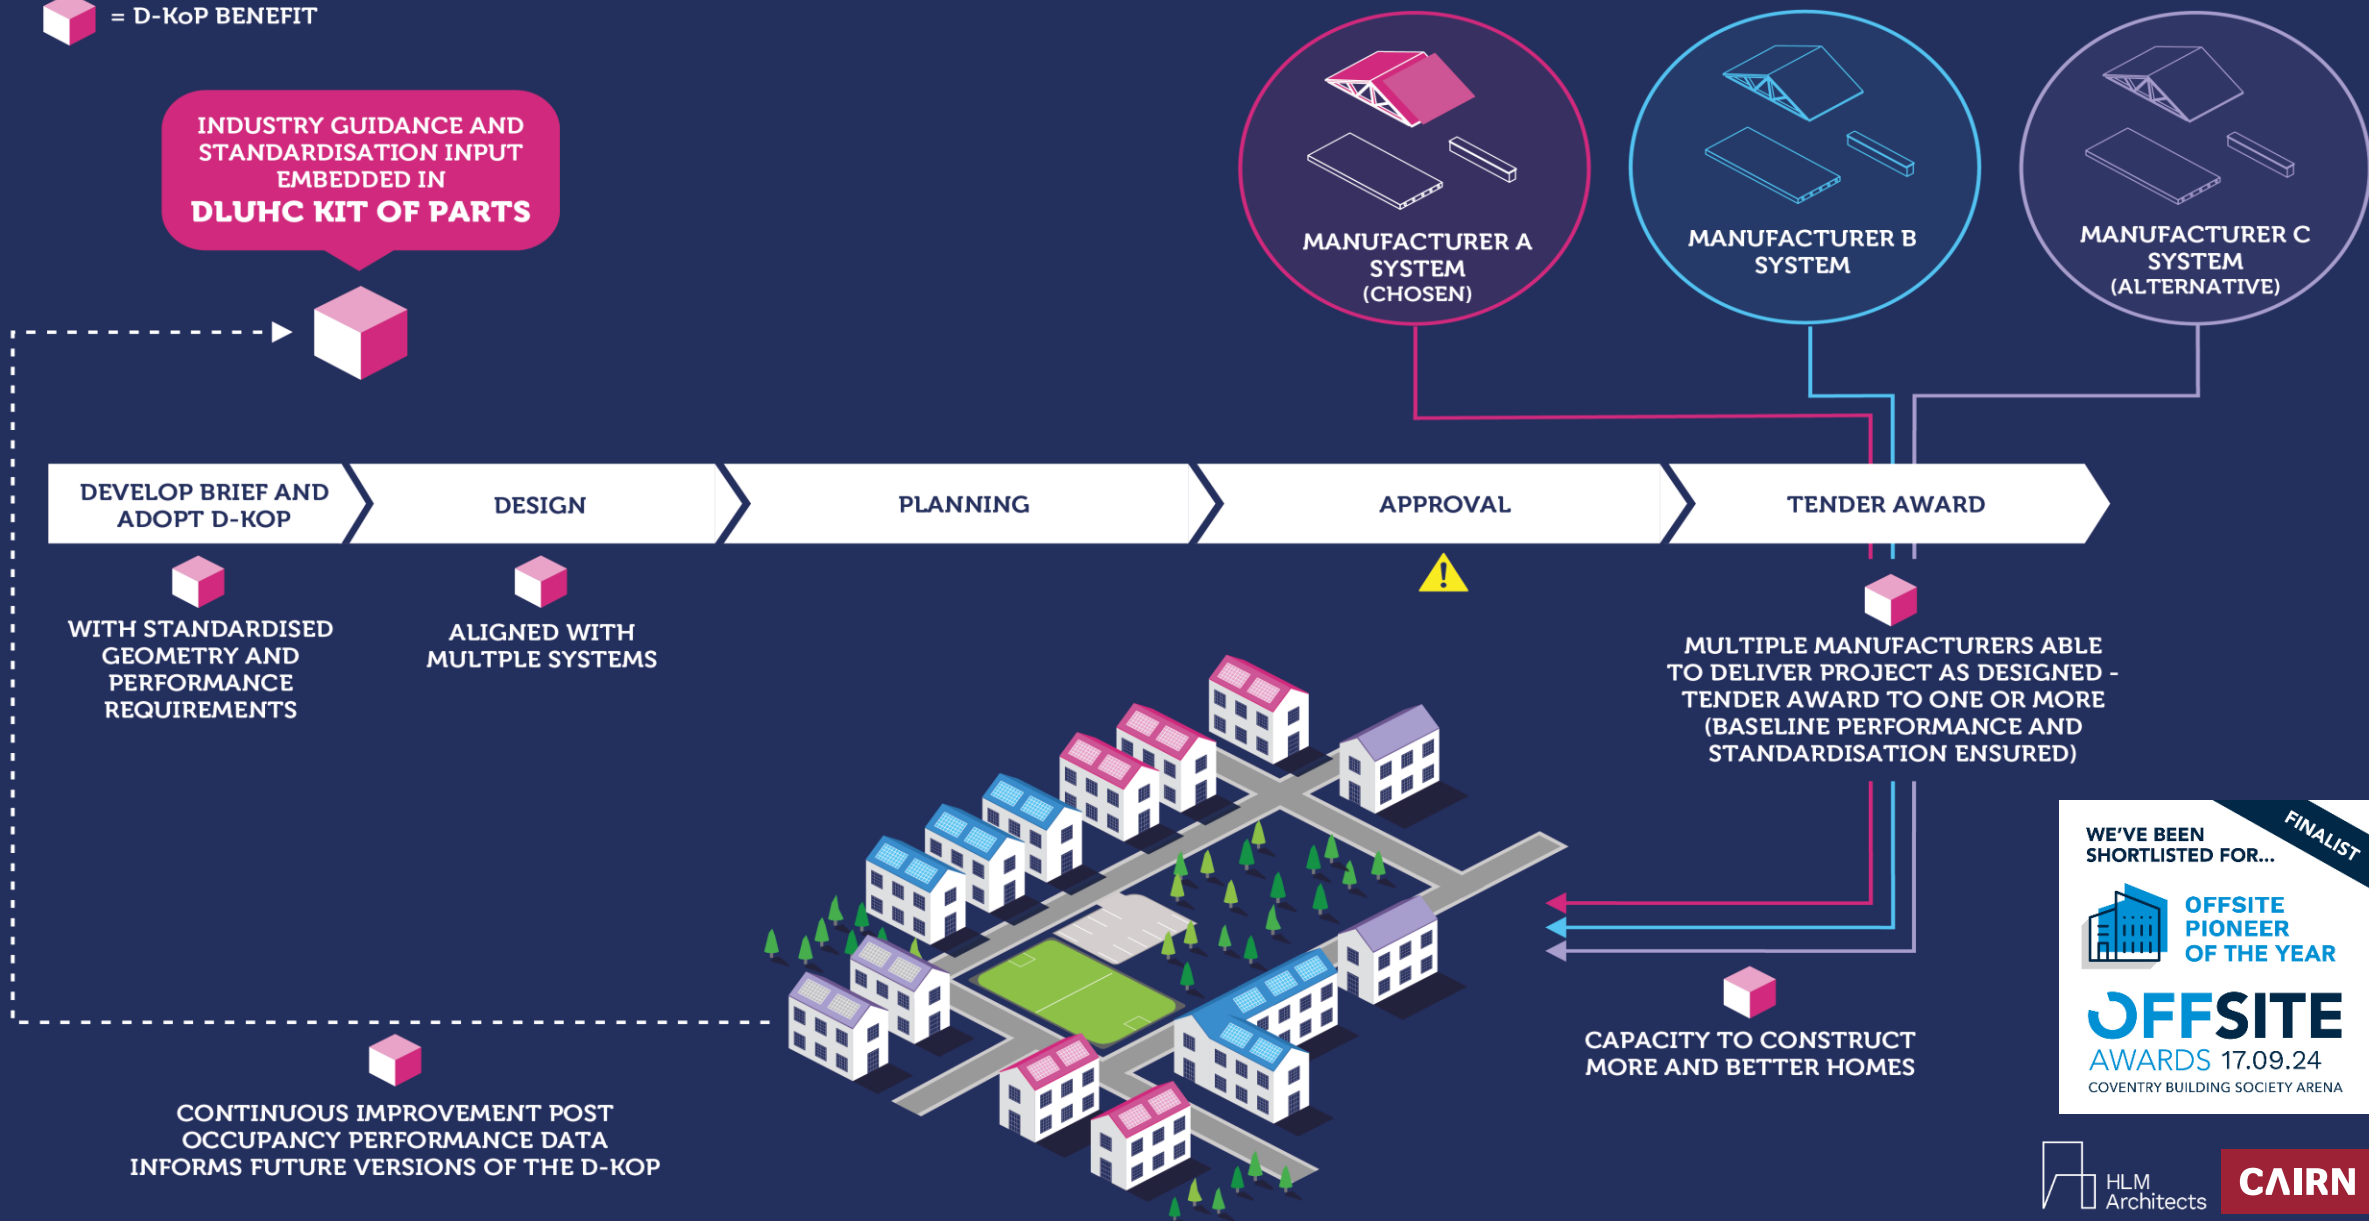 = D-KoP BENEFIT
INDUSTRY GUIDANCE AND
STANDARDISATION INPUT
EMBEDDED IN
DLUHC KIT OF PARTS
MANUFACTURER A
SYSTEM
(CHOSEN)
MANUFACTURER B
SYSTEM
MANUFACTURER C
SYSTEM
(ALTERNATIVE)
DEVELOP BRIEF AND
ADOPT D-KOP
DESIGN
PLANNING
APPROVAL
TENDER AWARD
WITH STANDARDISED
GEOMETRY AND
PERFORMANCE
REQUIREMENTS
ALIGNED WITH
MULTPLE SYSTEMS
!
MULTIPLE MANUFACTURERS ABLE
TO DELIVER PROJECT AS DESIGNED -
TENDER AWARD TO ONE OR MORE
(BASELINE PERFORMANCE AND
STANDARDISATION ENSURED)
CAPACITY TO CONSTRUCT
MORE AND BETTER HOMES
CONTINUOUS IMPROVEMENT POST
OCCUPANCY PERFORMANCE DATA
INFORMS FUTURE VERSIONS OF THE D-KOP
WE'VE BEEN
SHORTLISTED FOR...
FINALIST
OFFSITE
PIONEER
OF THE YEAR
OFFSITE
AWARDS 17.09.24
COVENTRY BUILDING SOCIETY ARENA
HLM
Architects
CAIRN